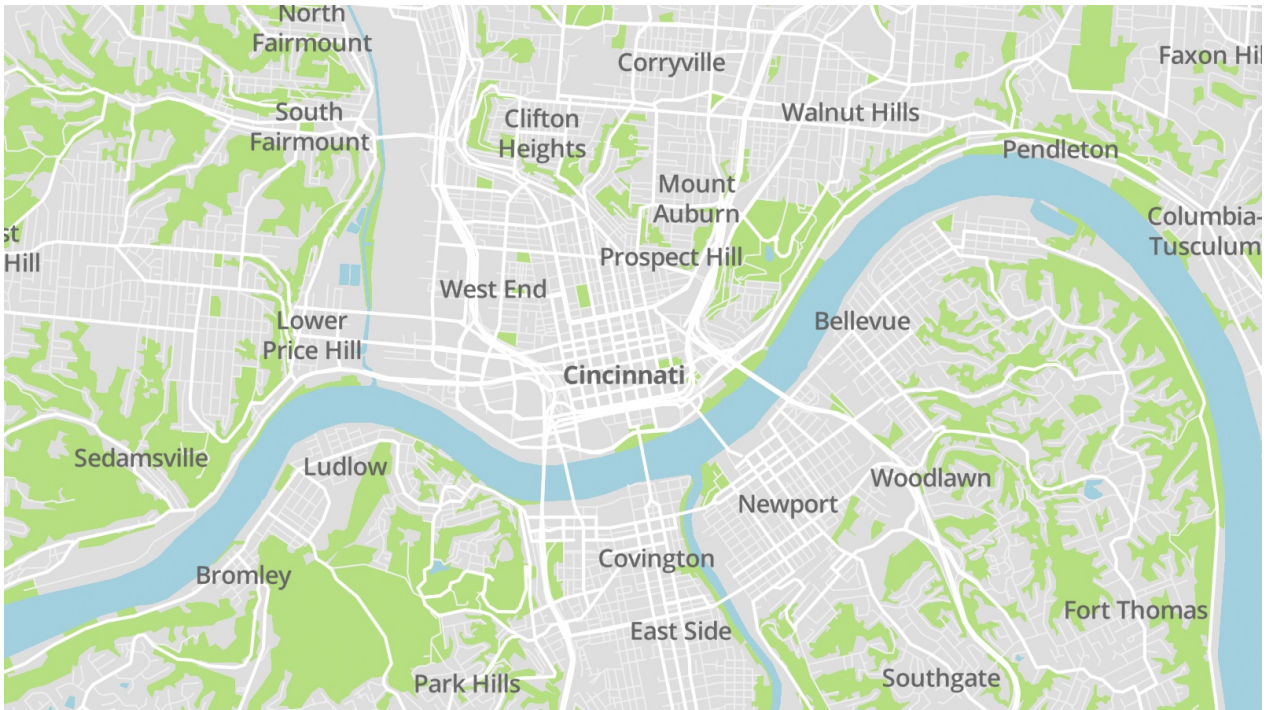 North
Fairmount
Corryville
Faxon Hil
South
Fairmount
Clifton
Heights
Walnut Hills
Pendleton
Mount
Auburn
Columbia-
Tusculum
st
Hill
Prospect Hill
West End
Lower
Price Hill
Bellevue
Cincinnati
Sedamsville
Ludlow
Woodlawn
Newport
Covington
Bromley
Fort Thomas
East Side
Park Hills
Southgate